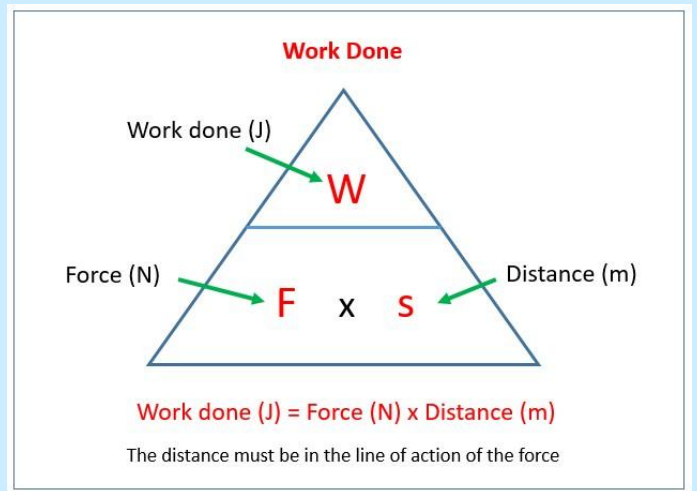 Work Done
Work done (J)
W
Force (N)
F x s
Distance (m)
Work done (J) = Force (N) x Distance (m)
The distance must be in the line of action of the force